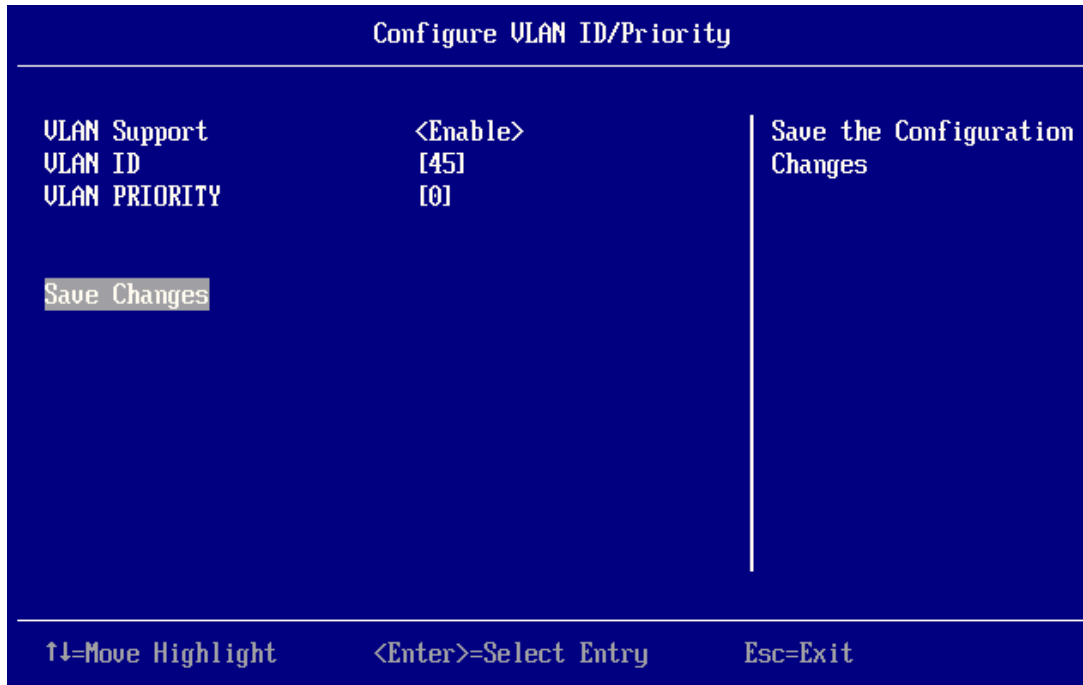 Configure VLAN ID/Priority
VLAN Support <Enable>
VLAN ID [45]
VLAN PRIORITY [0]
Save Changes
Save the Configuration
Changes
↑↓=Move Highlight <Enter>=Select Entry Esc=Exit